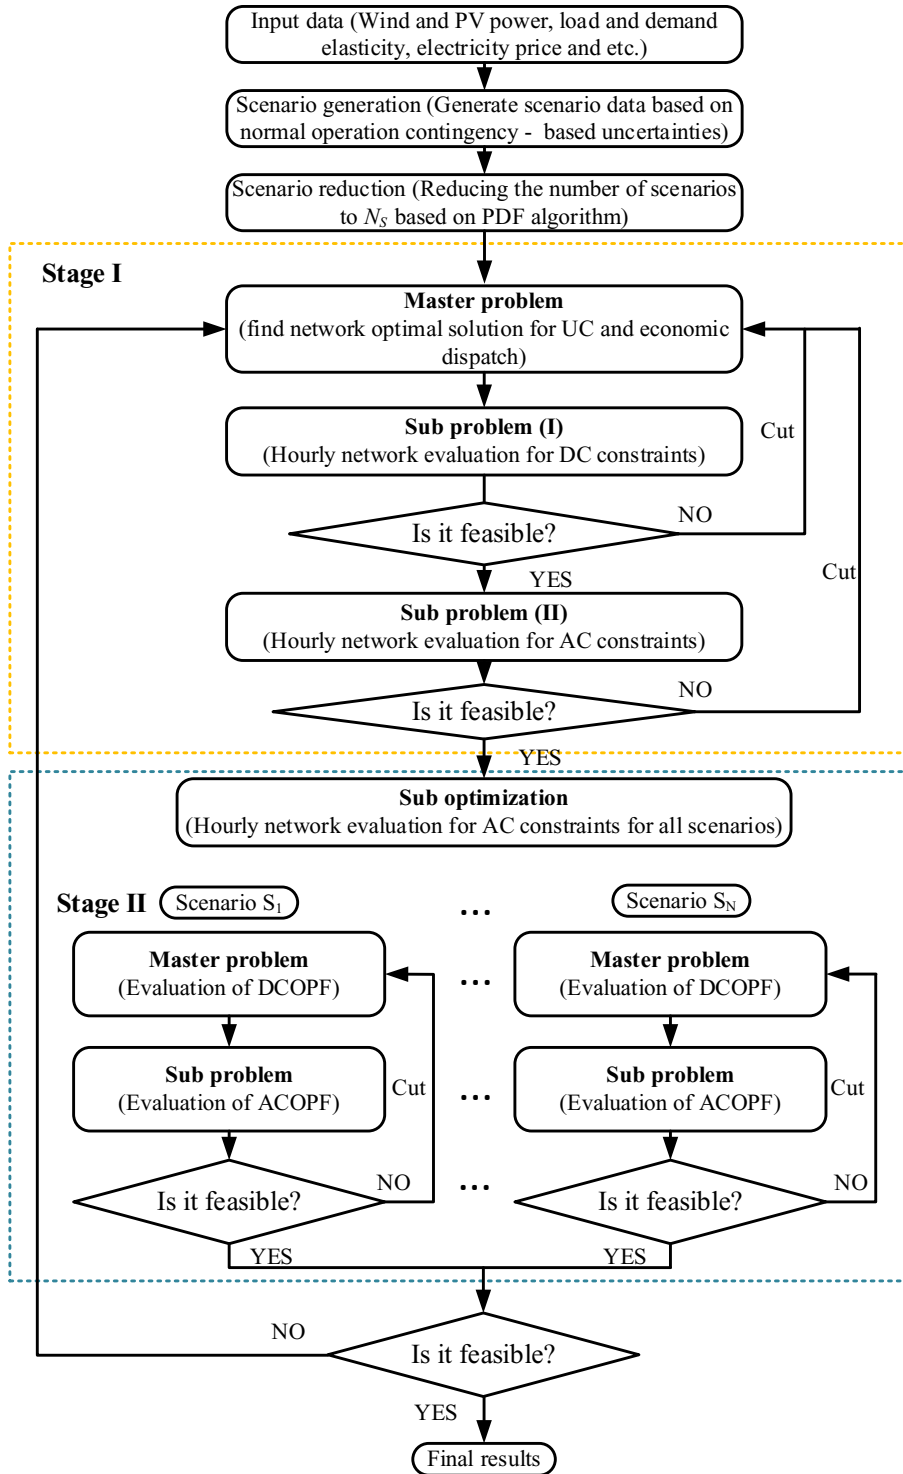 Input data (Wind and PV power, load and demand
elasticity, electricity price and etc.)
Scenario generation (Generate scenario data based on
normal operation contingency - based uncertainties)
Scenario reduction (Reducing the number of scenarios
to N_S based on PDF algorithm)
Stage I
Master problem
(find network optimal solution for UC and economic
dispatch)
Sub problem (I)
(Hourly network evaluation for DC constraints)
Cut
Is it feasible?
NO
YES
Cut
Sub problem (II)
(Hourly network evaluation for AC constraints)
Is it feasible?
NO
YES
Sub optimization
(Hourly network evaluation for AC constraints for all scenarios)
Stage II
Scenario S1
...
Scenario SN
Master problem
(Evaluation of DCOPF)
...
Master problem
(Evaluation of DCOPF)
Sub problem
(Evaluation of ACOPF)
Cut
...
Sub problem
(Evaluation of ACOPF)
Cut
Is it feasible?
NO
...
Is it feasible?
NO
YES
YES
NO
Is it feasible?
YES
Final results